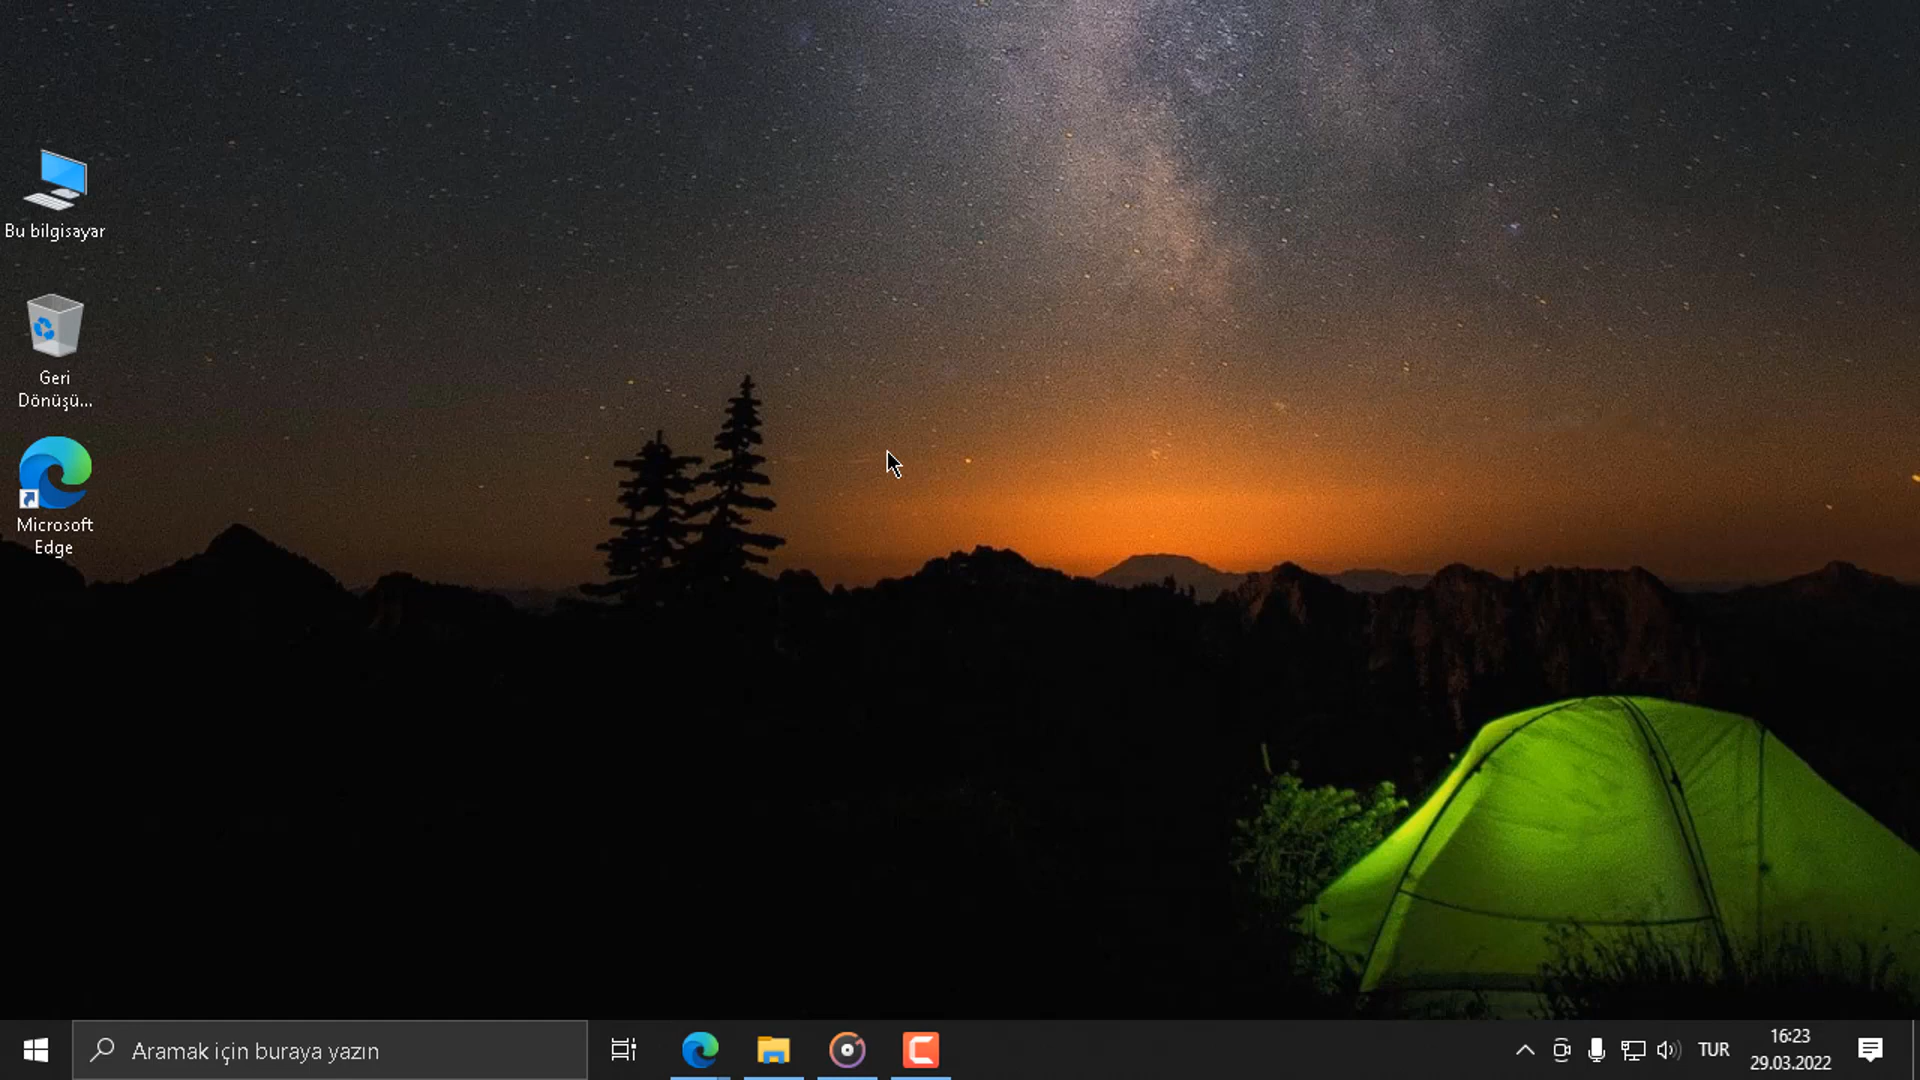 Bu bilgisayar
Geri
Dönüşü...
Microsoft
Edge
Aramak için buraya yazın
TUR
16:23
29.03.2022